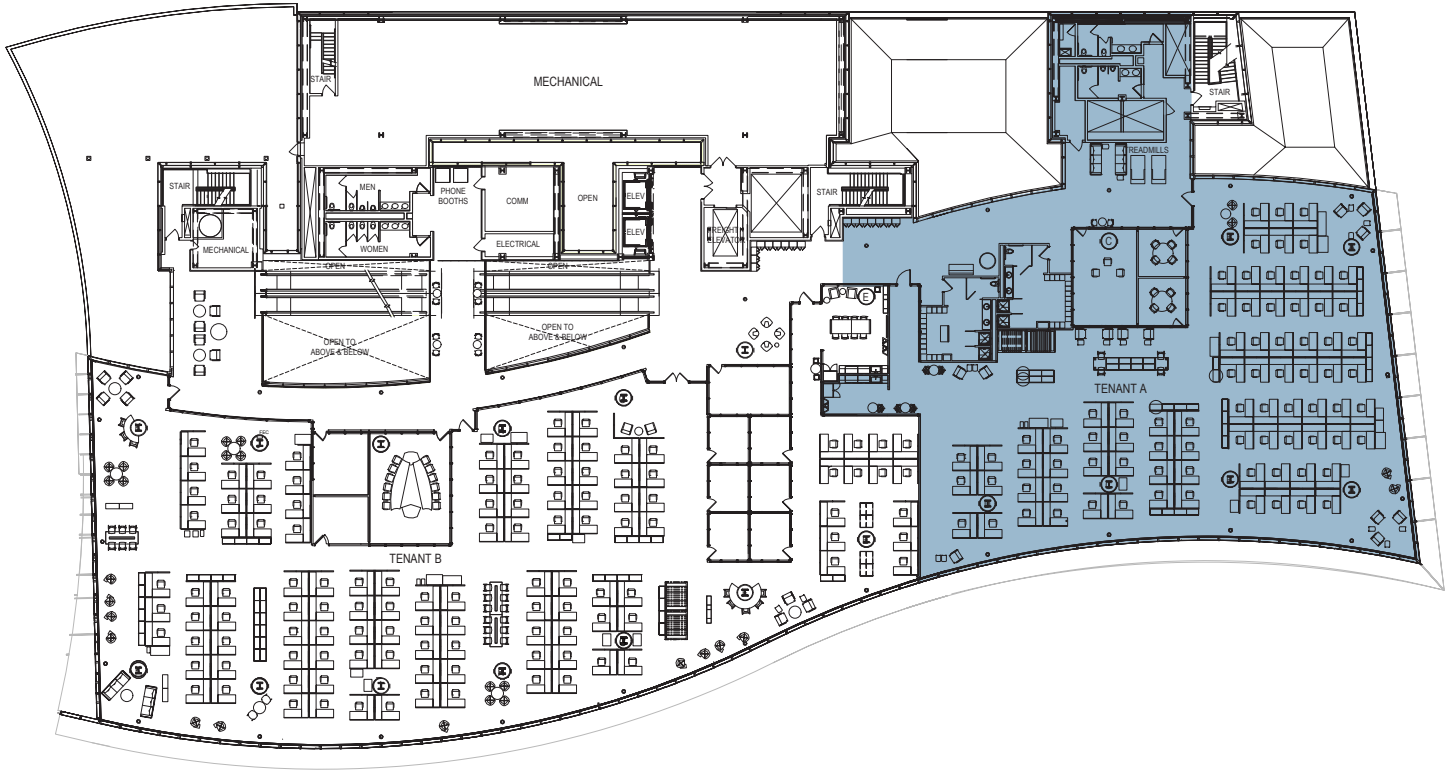 STAIR
MECHANICAL
STAIR
TREADMILLS
STAIR
MEN
PHONE
BOOTHS
COMM
OPEN
ELEV
STAIR
WOMEN
ELECTRICAL
ELEV
FREIGHT
ELEVATOR
MECHANICAL
OPEN
OPEN
C
E
H
H
OPEN TO
ABOVE & BELOW
OPEN TO
ABOVE & BELOW
H
TENANT A
H
H
H
H
H
H
H
H
H
H
H
TENANT B
H
H
H
H
H